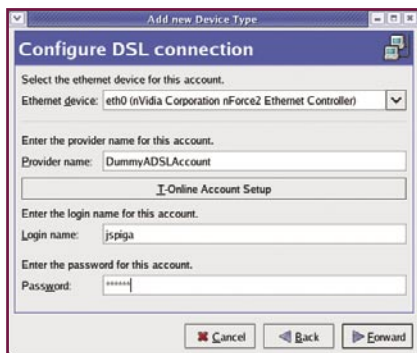 Add new Device Type
Configure DSL connection
Select the ethernet device for this account.
Ethernet device: eth0 (nVidia Corporation nForce2 Ethernet Controller)
Enter the provider name for this account.
Provider name: DummyADSLAccount
T-Online Account Setup
Enter the login name for this account.
Login name: jspiga
Enter the password for this account.
Password: ******
Cancel Back Forward